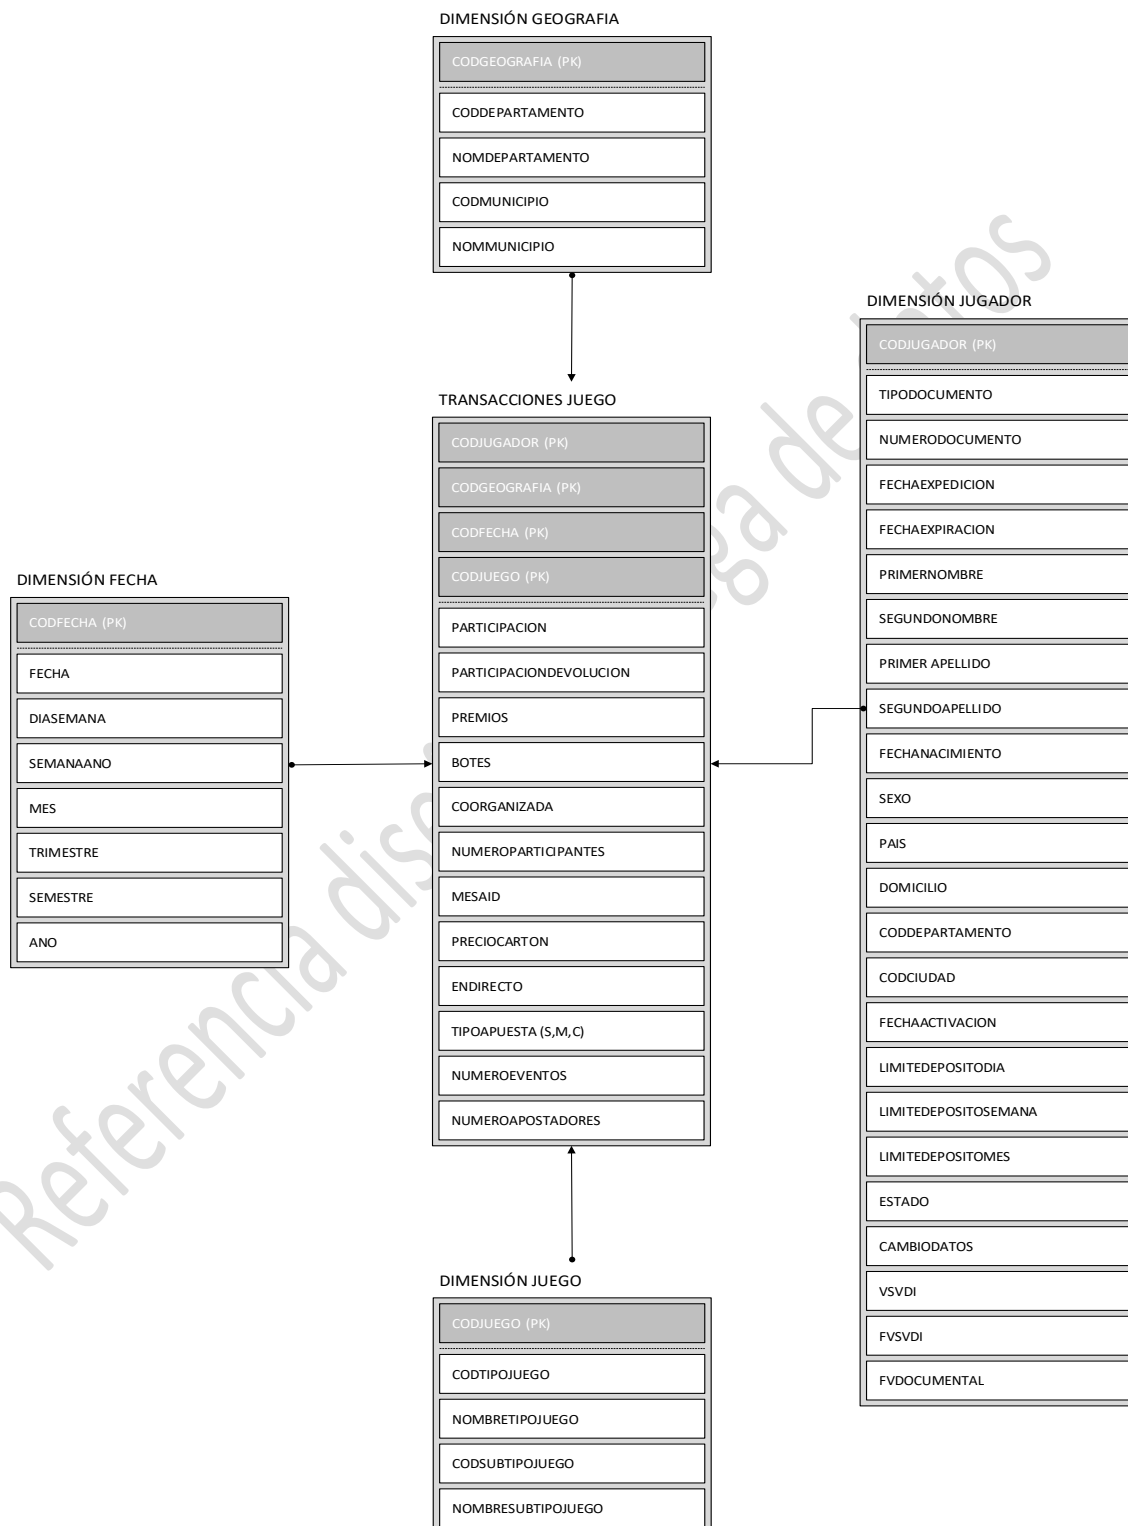 DIMENSIÓN GEOGRAFIA
CODGEOGRAFIA (PK)
CODDEPARTAMENTO
NOMDEPARTAMENTO
CODMUNICIPIO
NOMMUNICIPIO
DIMENSIÓN JUGADOR
CODJUGADOR (PK)
TIPODOCUMENTO
NUMERODOCUMENTO
FECHAEXPEDICION
FECHAEXPIRACION
PRIMERNOMBRE
SEGUNDONOMBRE
PRIMER APELLIDO
SEGUNDOAPELLIDO
FECHANACIMIENTO
SEXO
PAIS
DOMICILIO
CODDEPARTAMENTO
CODCIUDAD
FECHAACTIVACION
LIMITEDEPOSITODIA
LIMITEDEPOSITOSEMANA
LIMITEDEPOSITOMES
ESTADO
CAMBIODATOS
VSVDI
FVSVDI
FVDOCUMENTAL
TRANSACCIONES JUEGO
CODJUGADOR (PK)
CODGEOGRAFIA (PK)
CODFECHA (PK)
CODJUEGO (PK)
PARTICIPACION
PARTICIPACIONDEVOLUCION
PREMIOS
BOTES
COORGANIZADA
NUMEROPARTICIPANTES
MESAID
PRECIOCARTON
ENDIRECTO
TIPOAPUESTA (S,M,C)
NUMEROEVENTOS
NUMEROAPOSTADORES
DIMENSIÓN FECHA
CODFECHA (PK)
FECHA
DIASEMANA
SEMANAANO
MES
TRIMESTRE
SEMESTRE
ANO
DIMENSIÓN JUEGO
CODJUEGO (PK)
CODTIPOJUEGO
NOMBRETIPOJUEGO
CODSUBTIPOJUEGO
NOMBRESUBTIPOJUEGO
Referencia de